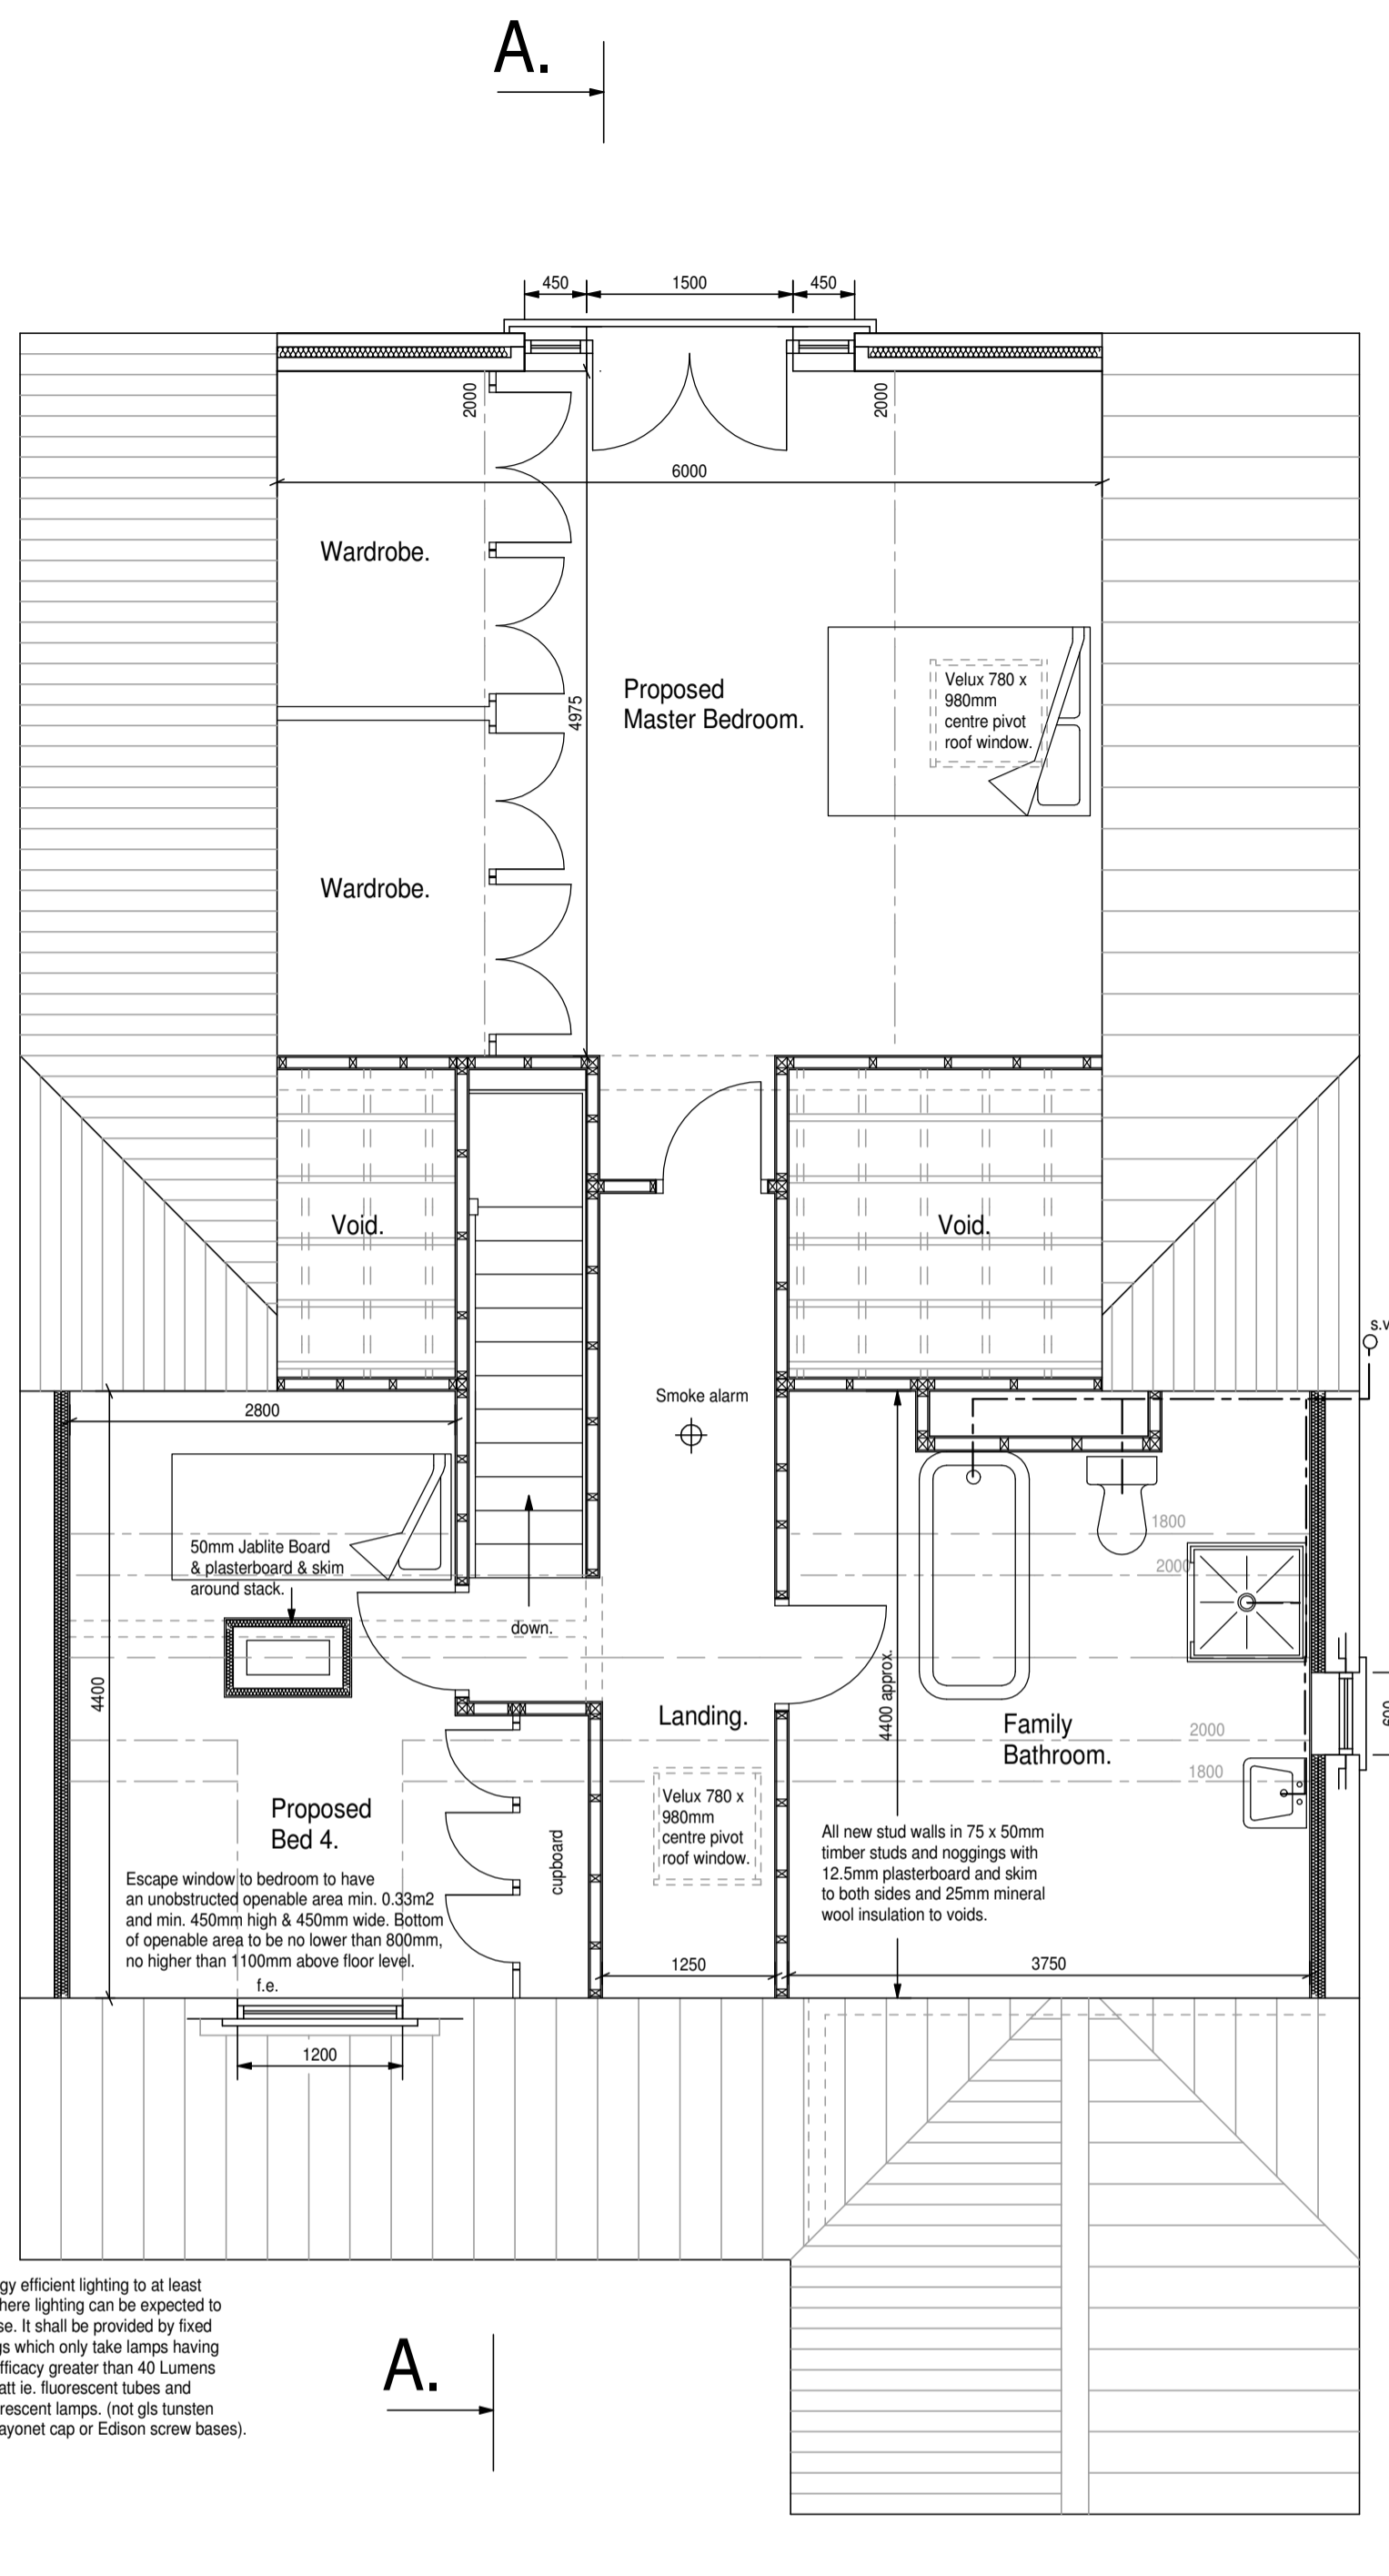 A.
450
1500
450
2000
2000
6000
Wardrobe.
4975
Proposed
Master Bedroom.
Velux 780 x
980mm
centre pivot
roof window.
Wardrobe.
Void.
Void.
s.v
Smoke alarm
2800
1800
2000
50mm Jablite Board
& plasterboard & skim
around stack.
down.
4400
4400 approx.
Landing.
Family
Bathroom.
2000
1800
600
Proposed
Bed 4.
cupboard
Velux 780 x
980mm
centre pivot
roof window.
Escape window to bedroom to have
an unobstructed openable area min. 0.33m2
and min. 450mm high & 450mm wide. Bottom
of openable area to be no lower than 800mm,
no higher than 1100mm above floor level.
f.e.
All new stud walls in 75 x 50mm
timber studs and noggings with
12.5mm plasterboard and skim
to both sides and 25mm mineral
wool insulation to voids.
1250
3750
1200
gy efficient lighting to at least
here lighting can be expected to
se. It shall be provided by fixed
gs which only take lamps having
fficacy greater than 40 Lumens
att ie. fluorescent tubes and
rescent lamps. (not gls tunsten
ayonet cap or Edison screw bases).
A.